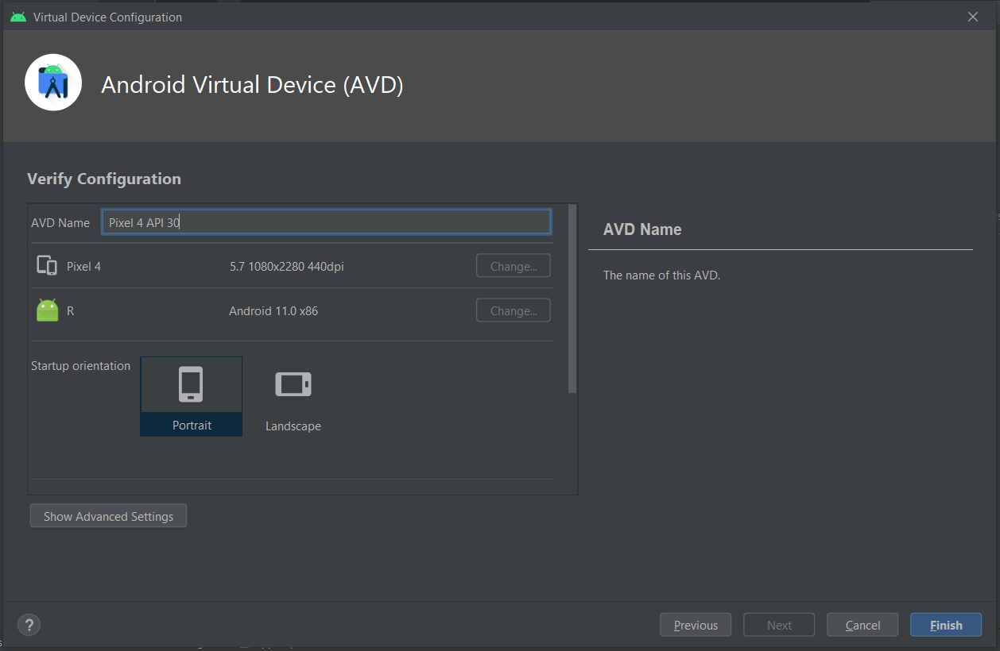 Virtual Device Configuration
Android Virtual Device (AVD)
Verify Configuration
AVD Name Pixel 4 API 30
Pixel 4 5.7 1080x2280 440dpi Change...
R Android 11.0 x86 Change...
Startup orientation
Portrait Landscape
Show Advanced Settings
AVD Name
The name of this AVD.
? Previous Next Cancel Finish